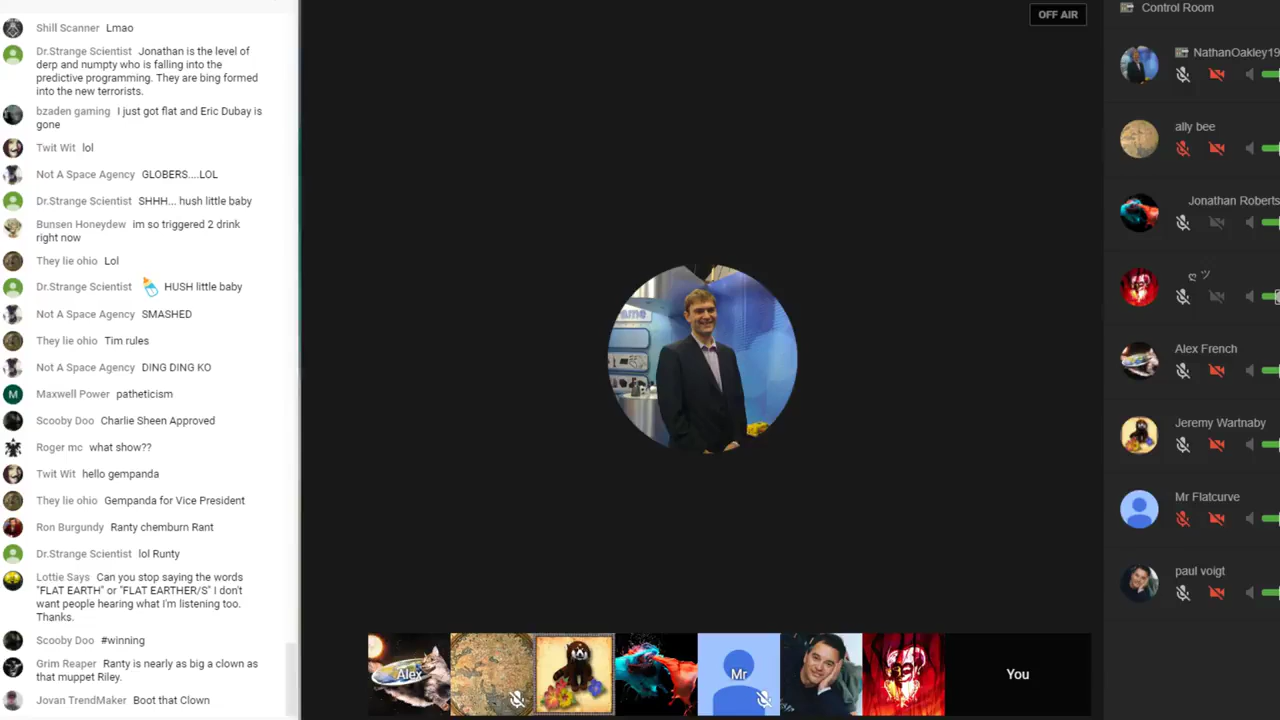 Shill Scanner Lmao
Dr.Strange Scientist Jonathan is the level of
derp and numpty who is falling into the
predictive programming. They are bing formed
into the new terrorists.
bzaden gaming I just got flat and Eric Dubay is
gone
Twit Wit lol
Not A Space Agency GLOBERS....LOL
Dr.Strange Scientist SHHH... hush little baby
Bunsen Honeydew im so triggered 2 drink
right now
They lie ohio Lol
Dr.Strange Scientist HUSH little baby
Not A Space Agency SMASHED
They lie ohio Tim rules
Not A Space Agency DING DING KO
M
Maxwell Power patheticism
Scooby Doo Charlie Sheen Approved
Roger mc what show??
Twit Wit hello gempanda
They lie ohio Gempanda for Vice President
Ron Burgundy Ranty chemburn Rant
Dr.Strange Scientist lol Runty
Lottie Says Can you stop saying the words
"FLAT EARTH" or "FLAT EARTHER/S" I don't
want people hearing what I'm listening too.
Thanks.
Scooby Doo #winning
Grim Reaper Ranty is nearly as big a clown as
that muppet Riley.
Jovan TrendMaker Boot that Clown
OFF AIR
Alex
Mr
You
Control Room
NathanOakley19
ally bee
Jonathan Roberts
ღ ツ
Alex French
Jeremy Wartnaby
Mr Flatcurve
paul voigt